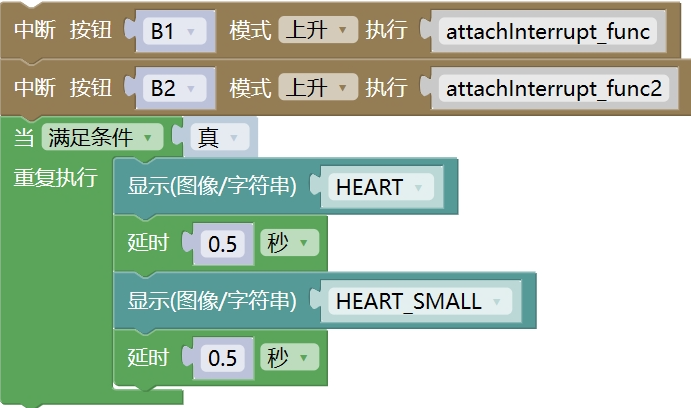 中断 按钮 B1 模式 上升 执行 attachInterrupt_func
中断 按钮 B2 模式 上升 执行 attachInterrupt_func2
当 满足条件 真
重复执行
显示(图像/字符串) HEART
延时 0.5 秒
显示(图像/字符串) HEART_SMALL
延时 0.5 秒